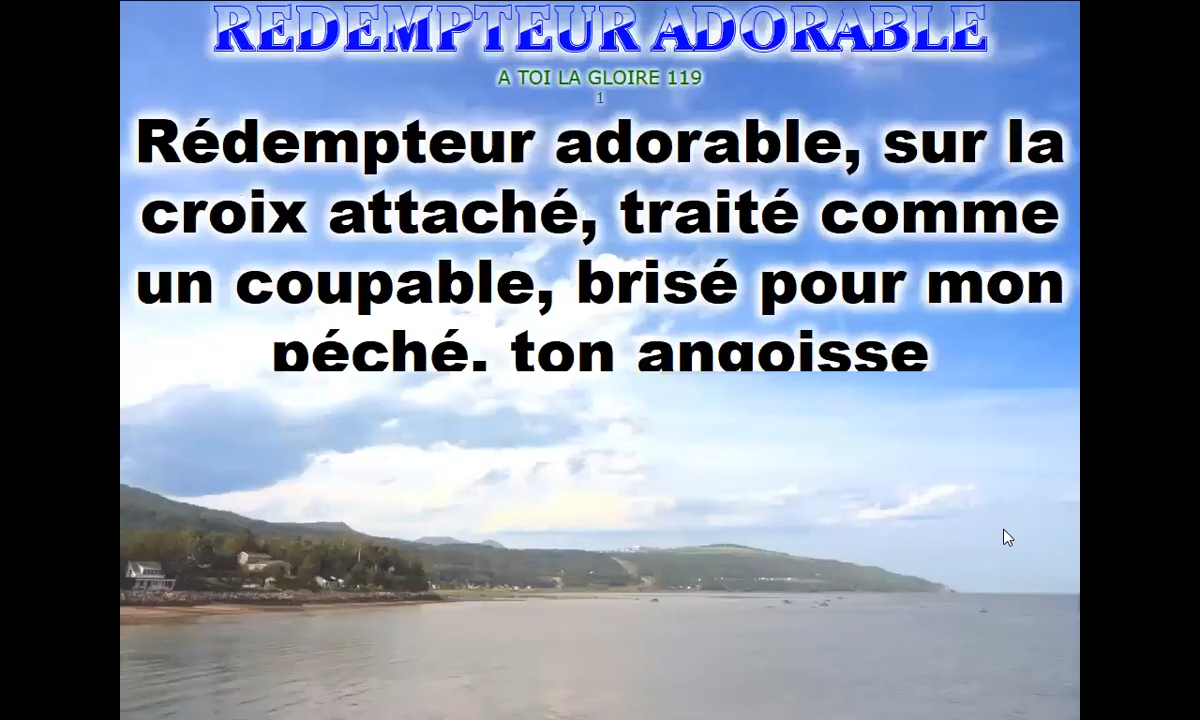 REDEMPTEUR ADORABLE
A TOI LA GLOIRE 119
1
Rédempteur adorable, sur la
croix attaché, traité comme
un coupable, brisé pour mon
péché, ton angoisse